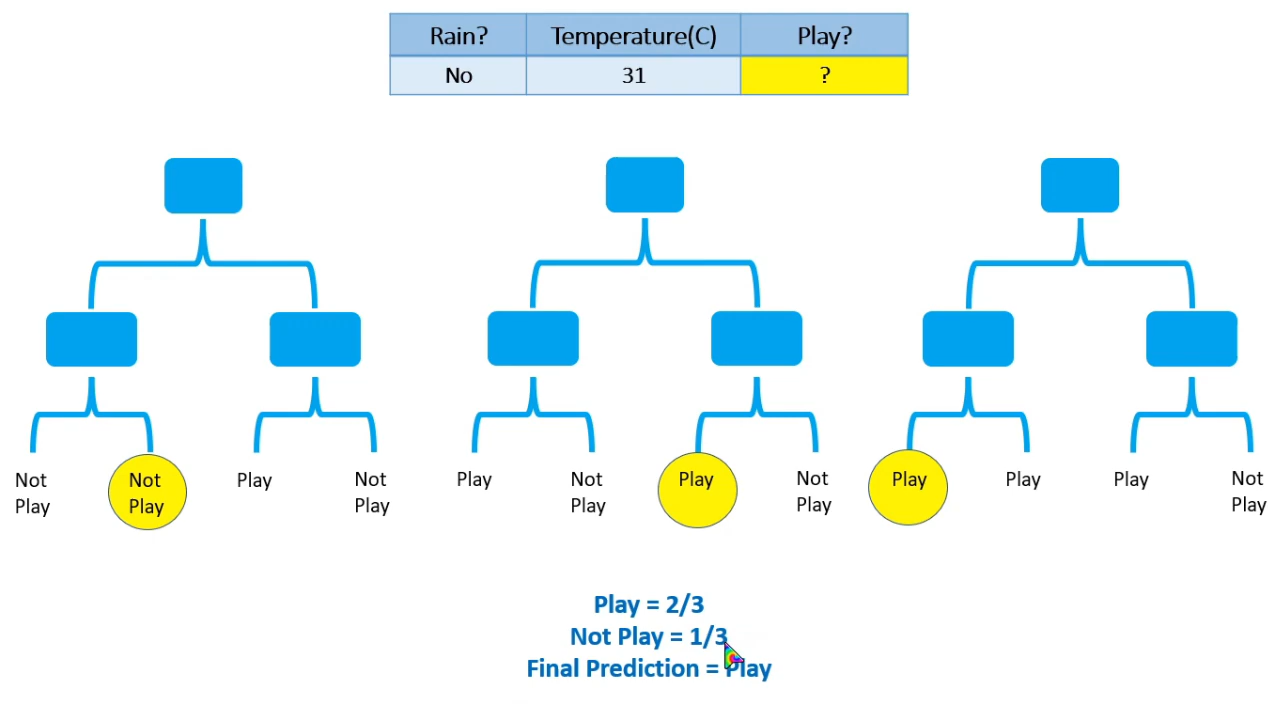 Rain? Temperature(C) Play?
No 31 ?
Not Play
Not Play
Play
Not Play
Play
Not Play
Play
Not Play
Play
Play
Play
Not Play
Play = 2/3
Not Play = 1/3
Final Prediction = Play